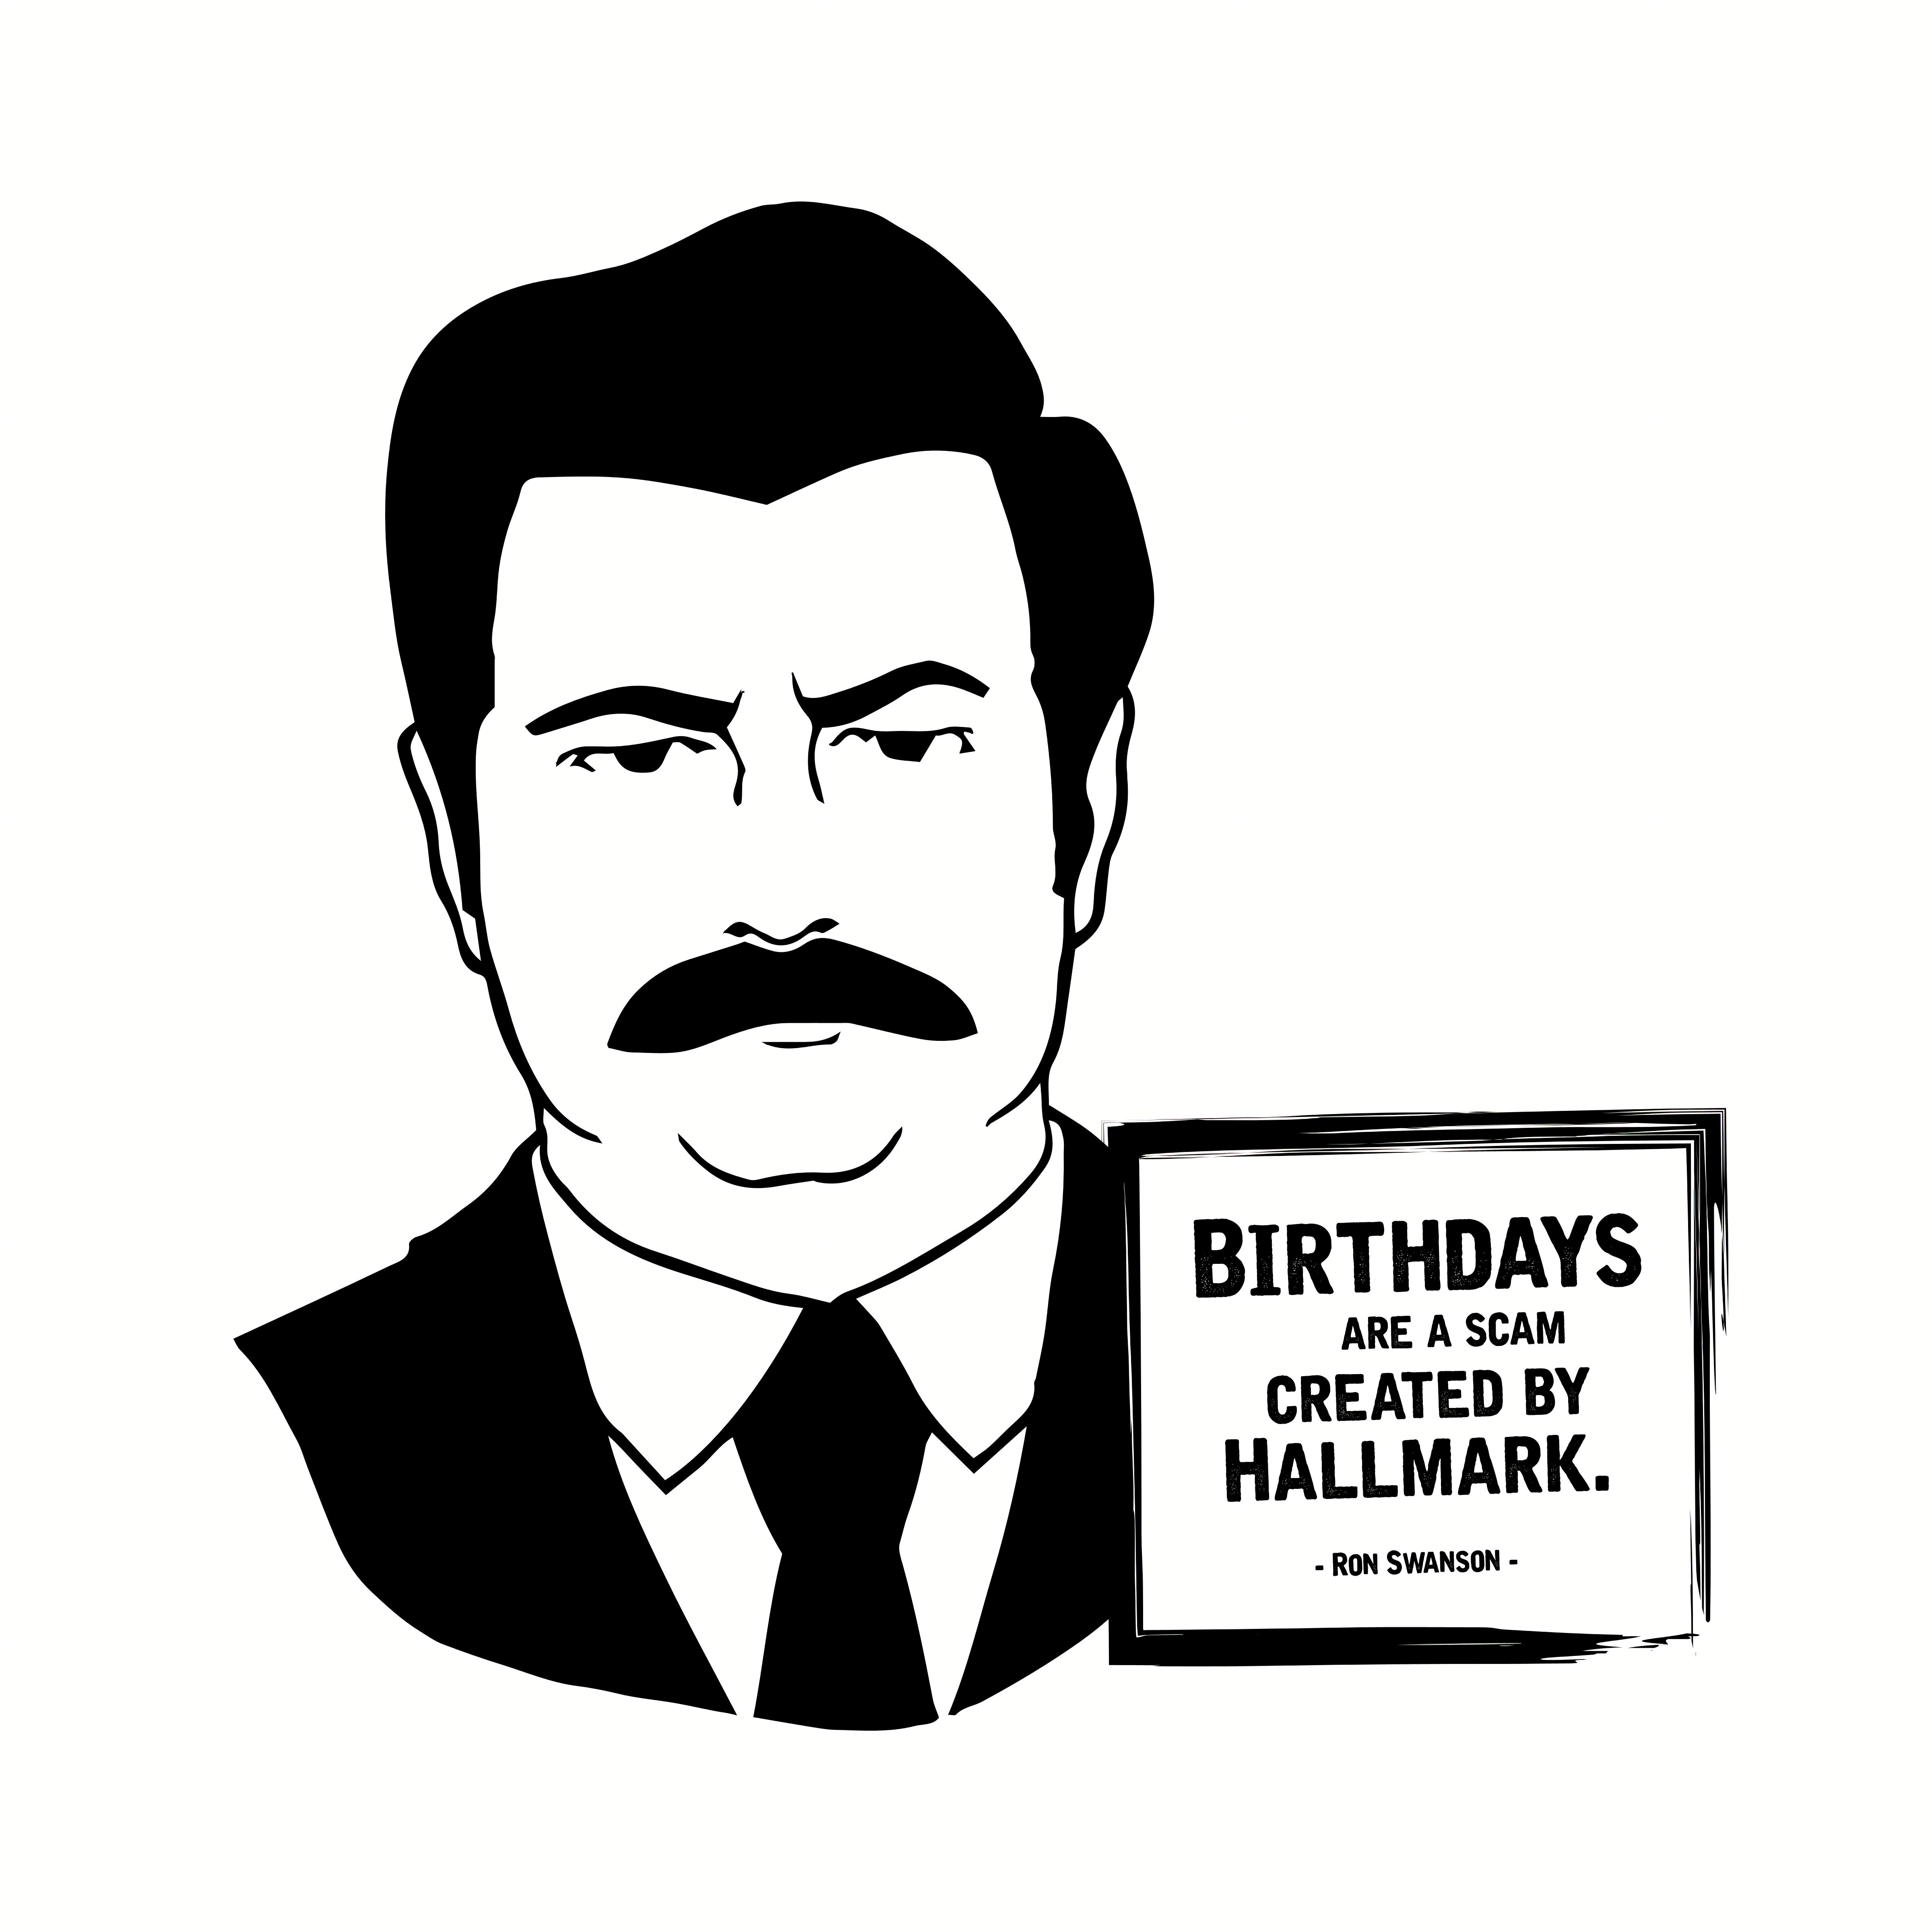 BIRTHDAYS
ARE A SCAM
CREATED BY
HALLMARK.
- RON SWANSON -